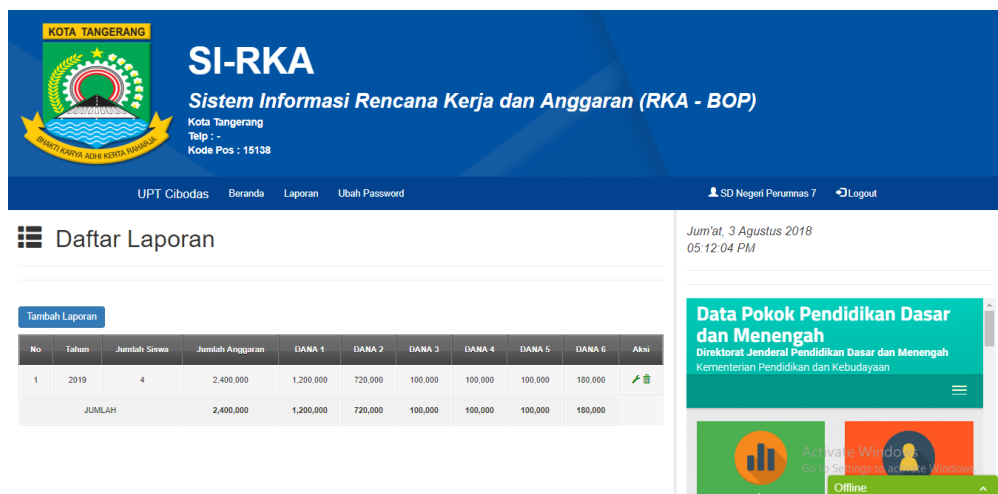 KOTA TANGERANG
BHAKTI KARYA ADHI KERTA RAHARJA
SI-RKA
Sistem Informasi Rencana Kerja dan Anggaran (RKA - BOP)
Kota Tangerang
Telp : -
Kode Pos : 15138
UPT Cibodas Beranda Laporan Ubah Password SD Negeri Perumnas 7 Logout
Daftar Laporan
Jum'at, 3 Agustus 2018
05:12:04 PM
Tambah Laporan
No Tahun Jumlah Siswa Jumlah Anggaran DANA 1 DANA 2 DANA 3 DANA 4 DANA 5 DANA 6 Aksi
1 2019 4 2,400,000 1,200,000 720,000 100,000 100,000 100,000 180,000
JUMLAH 2,400,000 1,200,000 720,000 100,000 100,000 100,000 180,000
Data Pokok Pendidikan Dasar
dan Menengah
Direktorat Jenderal Pendidikan Dasar dan Menengah
Kementerian Pendidikan dan Kebudayaan
Activate Windows
Go to Settings to activate Windows.
Offline